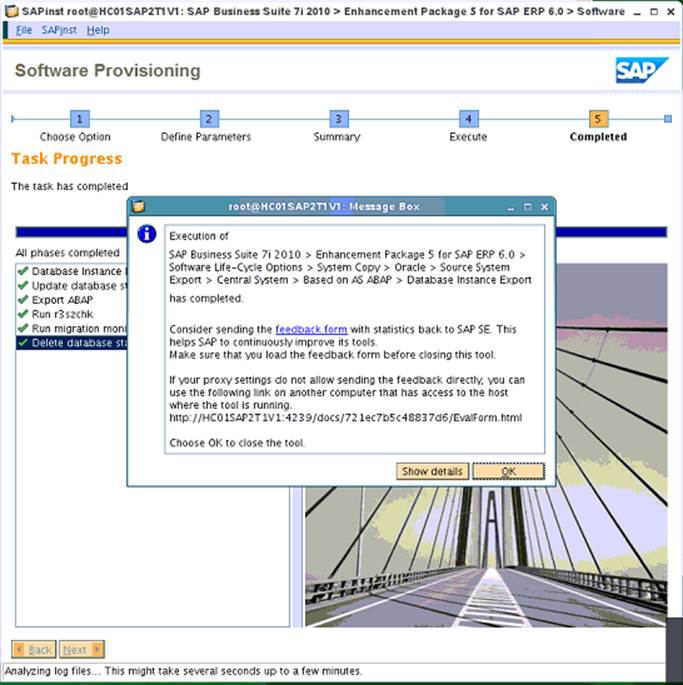 SAPinst root@HC01SAP2T1V1: SAP Business Suite 7i 2010 > Enhancement Package 5 for SAP ERP 6.0 > Software
File SAPinst Help
Software Provisioning
SAP
1 2 3 4 5
Choose Option Define Parameters Summary Execute Completed
Task Progress
The task has completed
root@HC01SAP2T1V1: Message Box
All phases completed
Database Instance
Update database st
Export ABAP
Run r3szchk
Run migration moni
Delete database sta
Execution of
SAP Business Suite 7i 2010 > Enhancement Package 5 for SAP ERP 6.0 >
Software Life-Cycle Options > System Copy > Oracle > Source System
Export > Central System > Based on AS ABAP > Database Instance Export
has completed.
Consider sending the feedback form with statistics back to SAP SE. This
helps SAP to continuously improve its tools.
Make sure that you load the feedback form before closing this tool.
If your proxy settings do not allow sending the feedback directly, you can
use the following link on another computer that has access to the host
where the tool is running.
http://HC01SAP2T1V1:4239/docs/721ec7b5c48837d6/EvalForm.html
Choose OK to close the tool.
Show details OK
Back Next
Analyzing log files... This might take several seconds up to a few minutes.